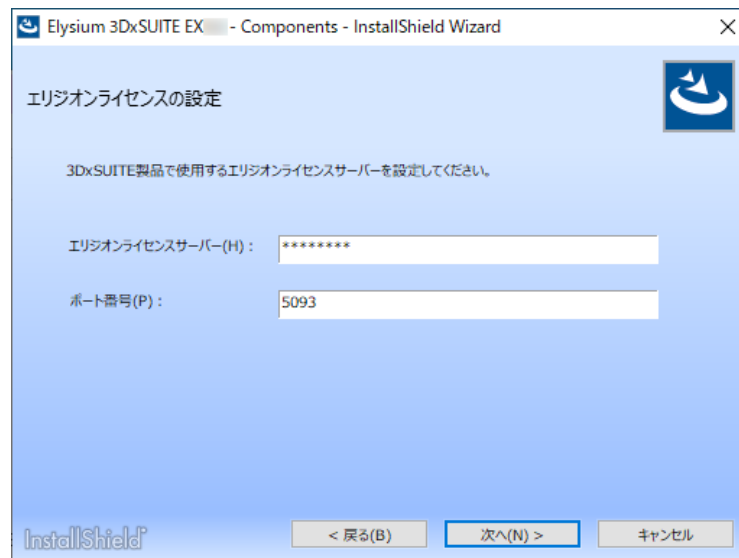 Elysium 3DxSUITE EX - Components - InstallShield Wizard
エリジオンライセンスの設定
3DxSUITE製品で使用するエリジオンライセンスサーバーを設定してください。
エリジオンライセンスサーバー(H)： ********
ポート番号(P)： 5093
InstallShield
< 戻る(B) 次へ(N) > キャンセル